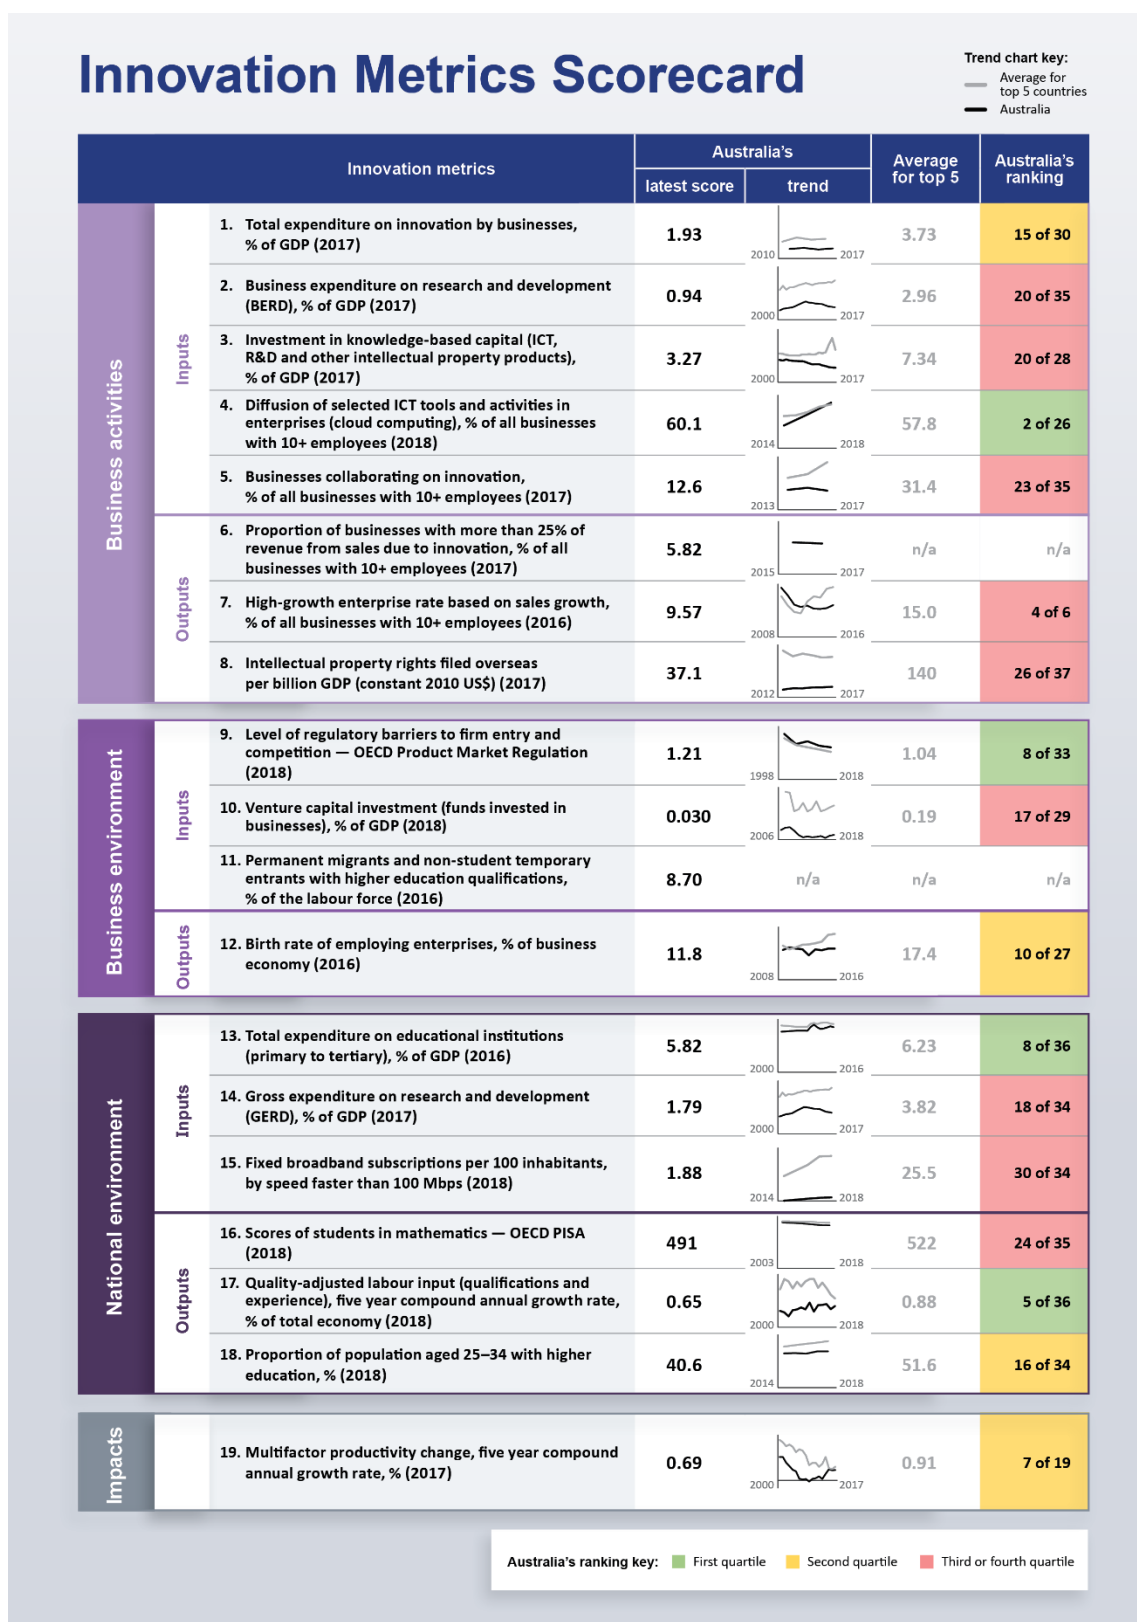 Innovation Metrics Scorecard
Trend chart key:
Average for
top 5 countries
Australia
Innovation metrics
Australia's
latest score
trend
Average
for top 5
Australia's
ranking
Business activities
Inputs
1. Total expenditure on innovation by businesses,
% of GDP (2017)
1.93
2010 2017
3.73
15 of 30
2. Business expenditure on research and development
(BERD), % of GDP (2017)
0.94
2000 2017
2.96
20 of 35
3. Investment in knowledge-based capital (ICT,
R&D and other intellectual property products),
% of GDP (2017)
3.27
2000 2017
7.34
20 of 28
4. Diffusion of selected ICT tools and activities in
enterprises (cloud computing), % of all businesses
with 10+ employees (2018)
60.1
2014 2018
57.8
2 of 26
5. Businesses collaborating on innovation,
% of all businesses with 10+ employees (2017)
12.6
2013 2017
31.4
23 of 35
Outputs
6. Proportion of businesses with more than 25% of
revenue from sales due to innovation, % of all
businesses with 10+ employees (2017)
5.82
2015 2017
n/a
n/a
7. High-growth enterprise rate based on sales growth,
% of all businesses with 10+ employees (2016)
9.57
2008 2016
15.0
4 of 6
8. Intellectual property rights filed overseas
per billion GDP (constant 2010 US$) (2017)
37.1
2012 2017
140
26 of 37
Business environment
Inputs
9. Level of regulatory barriers to firm entry and
competition — OECD Product Market Regulation
(2018)
1.21
1998 2018
1.04
8 of 33
10. Venture capital investment (funds invested in
businesses), % of GDP (2018)
0.030
2006 2018
0.19
17 of 29
11. Permanent migrants and non-student temporary
entrants with higher education qualifications,
% of the labour force (2016)
8.70
n/a
n/a
n/a
Outputs
12. Birth rate of employing enterprises, % of business
economy (2016)
11.8
2008 2016
17.4
10 of 27
National environment
Inputs
13. Total expenditure on educational institutions
(primary to tertiary), % of GDP (2016)
5.82
2000 2016
6.23
8 of 36
14. Gross expenditure on research and development
(GERD), % of GDP (2017)
1.79
2000 2017
3.82
18 of 34
15. Fixed broadband subscriptions per 100 inhabitants,
by speed faster than 100 Mbps (2018)
1.88
2014 2018
25.5
30 of 34
Outputs
16. Scores of students in mathematics — OECD PISA
(2018)
491
2003 2018
522
24 of 35
17. Quality-adjusted labour input (qualifications and
experience), five year compound annual growth rate,
% of total economy (2018)
0.65
2000 2018
0.88
5 of 36
18. Proportion of population aged 25–34 with higher
education, % (2018)
40.6
2014 2018
51.6
16 of 34
Impacts
19. Multifactor productivity change, five year compound
annual growth rate, % (2017)
0.69
2000 2017
0.91
7 of 19
Australia's ranking key: First quartile Second quartile Third or fourth quartile